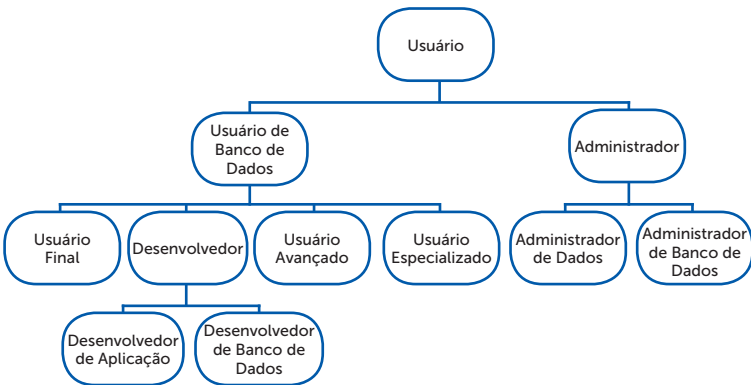 Usuário
Usuário de
Banco de
Dados
Administrador
Usuário
Final
Desenvolvedor
Usuário
Avançado
Usuário
Especializado
Administrador
de Dados
Administrador
de Banco de
Dados
Desenvolvedor
de Aplicação
Desenvolvedor
de Banco de
Dados